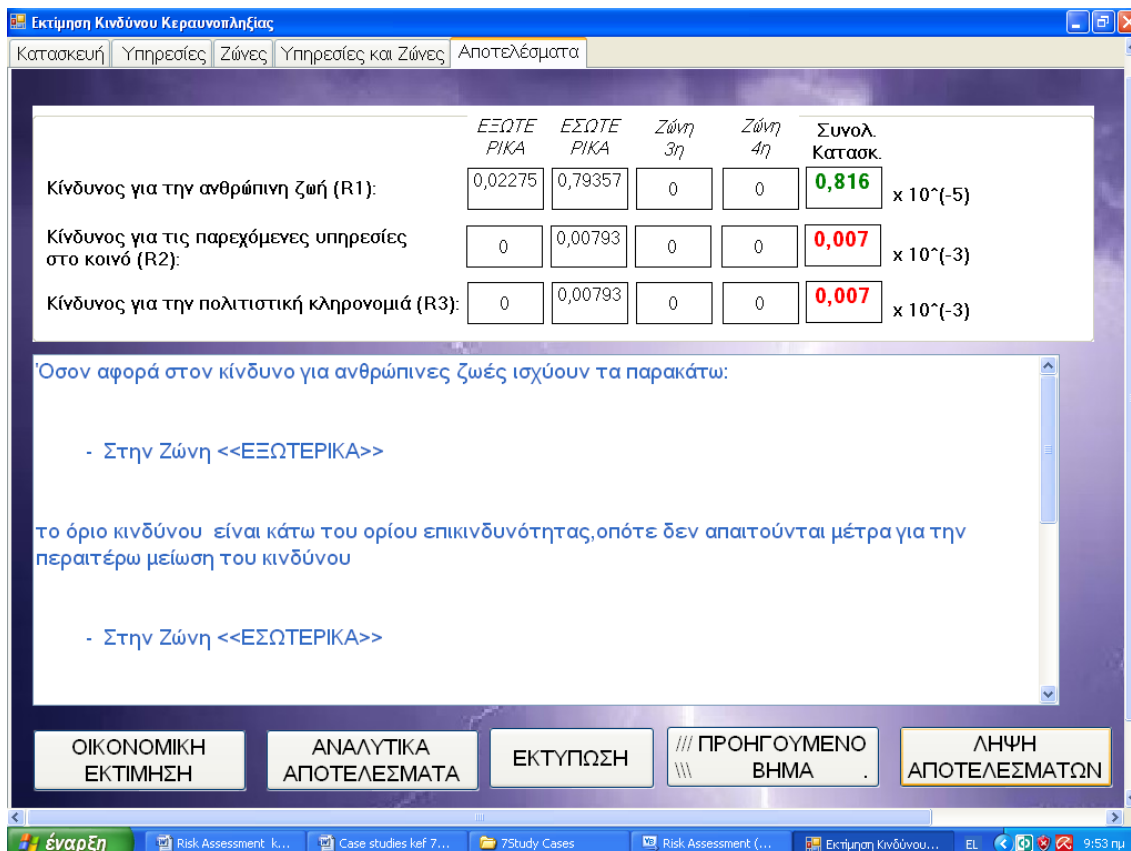 Εκτίμηση Κινδύνου Κεραυνοπληξίας
Κατασκευή Υπηρεσίες Ζώνες Υπηρεσίες και Ζώνες Αποτελέσματα
ΕΞΩΤΕ ΕΣΩΤΕ Ζώνη Ζώνη Συνολ.
ΡΙΚΑ ΡΙΚΑ 3η 4η Κατασκ.
Κίνδυνος για την ανθρώπινη ζωή (R1): 0,02275 0,79357 0 0 0,816 x 10^(-5)
Κίνδυνος για τις παρεχόμενες υπηρεσίες
στο κοινό (R2): 0 0,00793 0 0 0,007 x 10^(-3)
Κίνδυνος για την πολιτιστική κληρονομιά (R3): 0 0,00793 0 0 0,007 x 10^(-3)
Όσον αφορά στον κίνδυνο για ανθρώπινες ζωές ισχύουν τα παρακάτω:
- Στην Ζώνη <<ΕΞΩΤΕΡΙΚΑ>>
το όριο κινδύνου είναι κάτω του ορίου επικινδυνότητας,οπότε δεν απαιτούνται μέτρα για την
περαιτέρω μείωση του κινδύνου
- Στην Ζώνη <<ΕΣΩΤΕΡΙΚΑ>>
ΟΙΚΟΝΟΜΙΚΗ ΕΚΤΙΜΗΣΗ
ΑΝΑΛΥΤΙΚΑ ΑΠΟΤΕΛΕΣΜΑΤΑ
ΕΚΤΥΠΩΣΗ
/// ΠΡΟΗΓΟΥΜΕΝΟ
\\\ ΒΗΜΑ .
ΛΗΨΗ ΑΠΟΤΕΛΕΣΜΑΤΩΝ
έναρξη Risk Assessment k... Case studies kef 7... 7Study Cases Risk Assessment (... Εκτίμηση Κινδύνου... EL 9:53 πμ